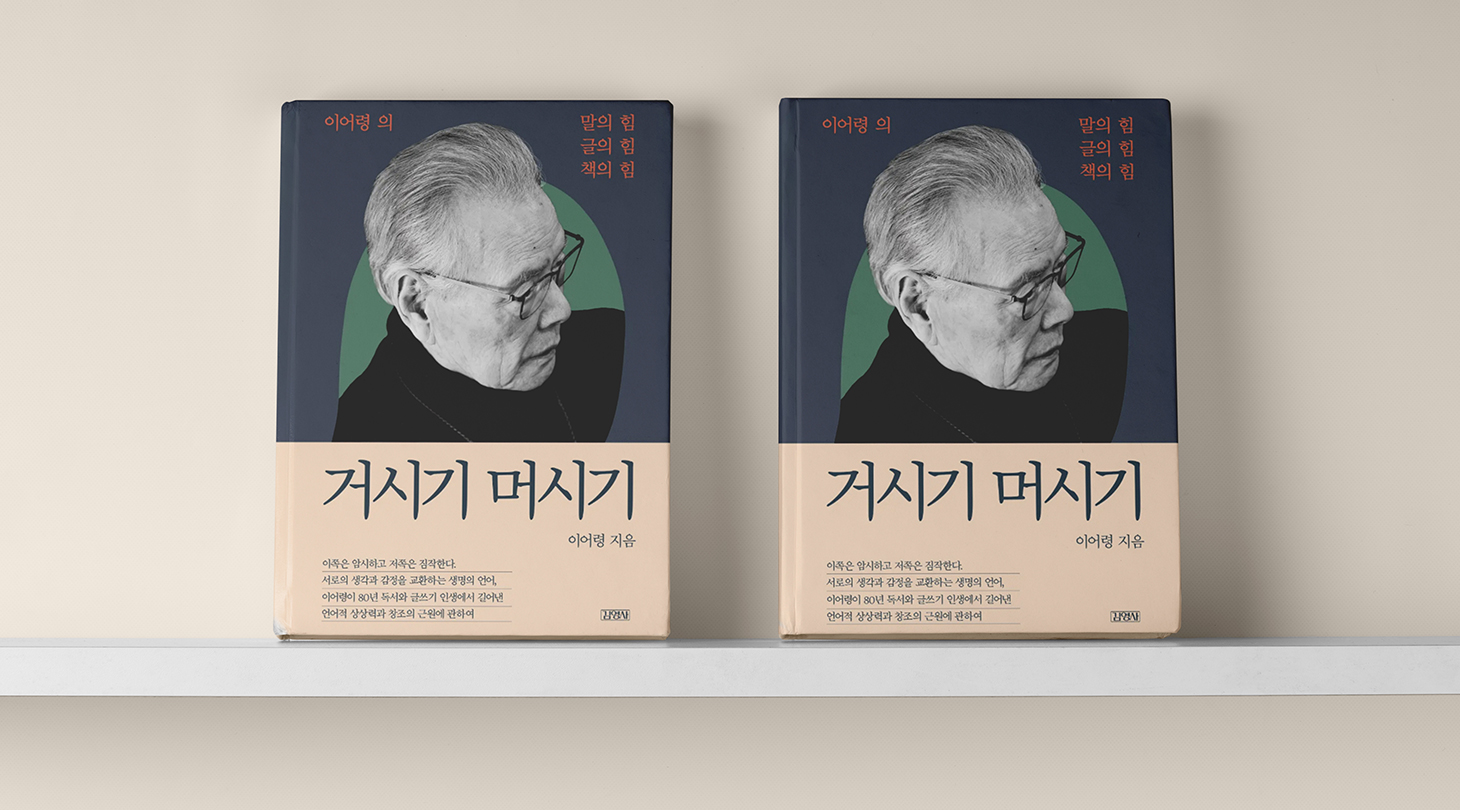 이어령 의
말의 힘
글의 힘
책의 힘
거시기 머시기
이어령 지음
이쪽은 암시하고 저쪽은 짐작한다.
서로의 생각과 감정을 교환하는 생명의 언어,
이어령이 80년 독서와 글쓰기 인생에서 길어낸
언어적 상상력과 창조의 근원에 관하여
김영사
이어령 의
말의 힘
글의 힘
책의 힘
거시기 머시기
이어령 지음
이쪽은 암시하고 저쪽은 짐작한다.
서로의 생각과 감정을 교환하는 생명의 언어,
이어령이 80년 독서와 글쓰기 인생에서 길어낸
언어적 상상력과 창조의 근원에 관하여
김영사